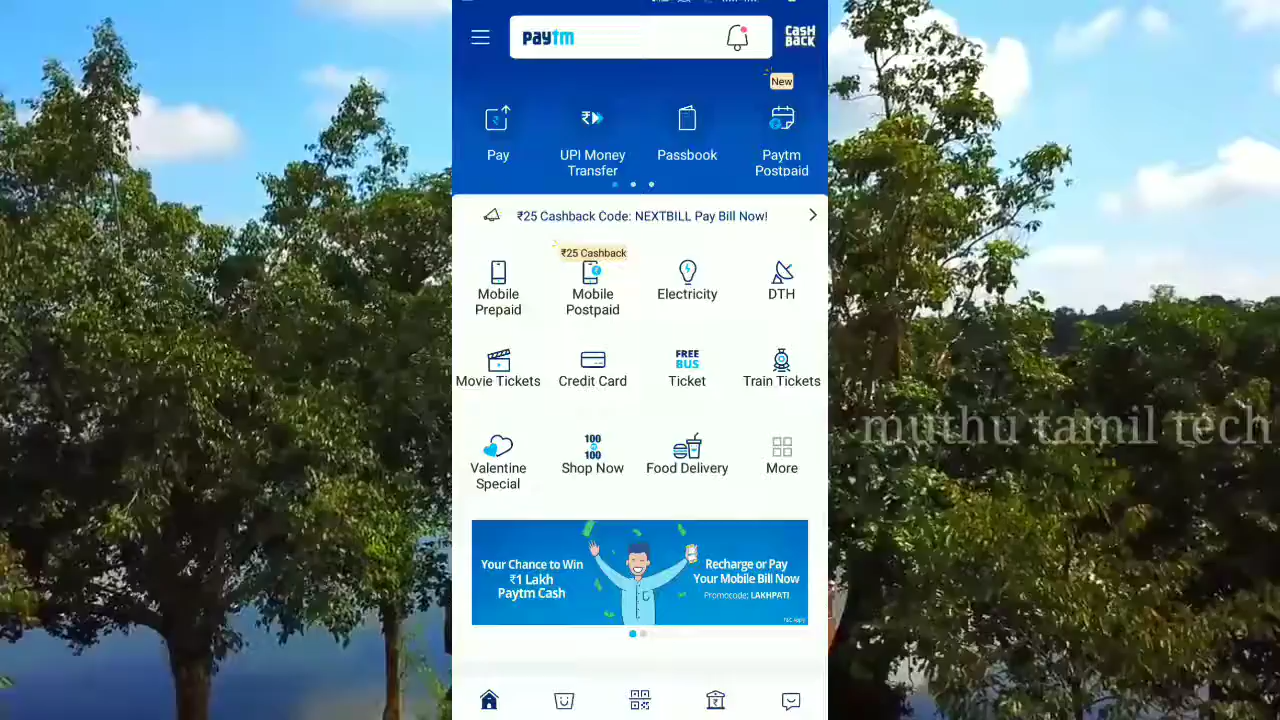 paytm
CASH
BACK
New
Pay
UPI Money
Transfer
Passbook
Paytm
Postpaid
₹25 Cashback Code: NEXTBILL Pay Bill Now!
₹25 Cashback
Mobile
Prepaid
Mobile
Postpaid
Electricity
DTH
Movie Tickets
Credit Card
FREE
BUS
Ticket
Train Tickets
muthu tamil tech
Valentine
Special
100
100
Shop Now
Food Delivery
More
Your Chance to Win
₹1 Lakh
Paytm Cash
Recharge or Pay
Your Mobile Bill Now
Promocode: LAKHPATI
T&C Apply